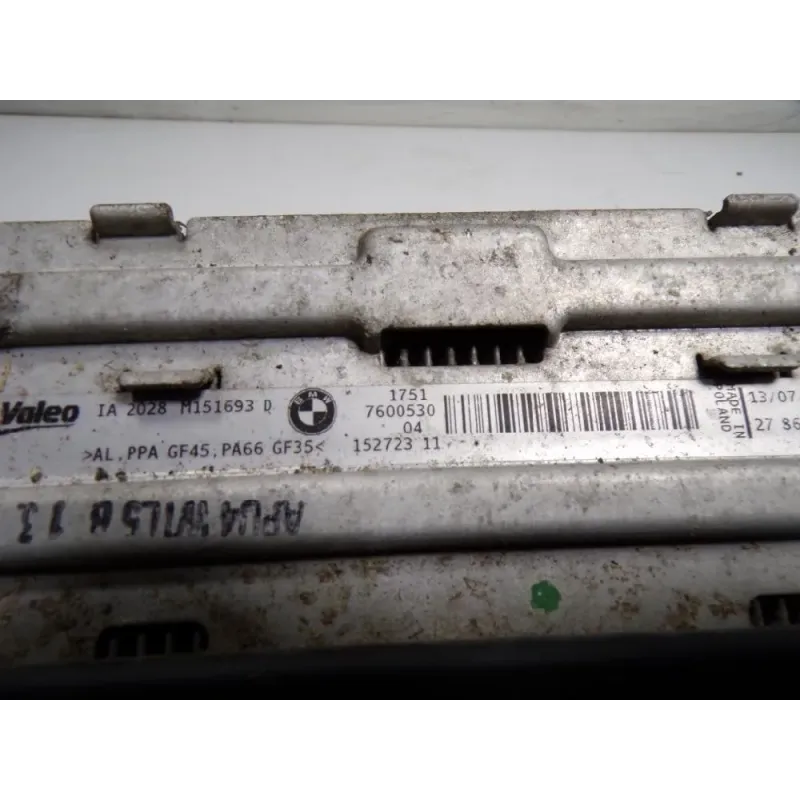 Valeo IA 2028 M151693 D BMW 1751
7600530
04
>AL.PPA GF45.PA66 GF35< 152723 11
MADE IN
POLAND
13/07
27 86